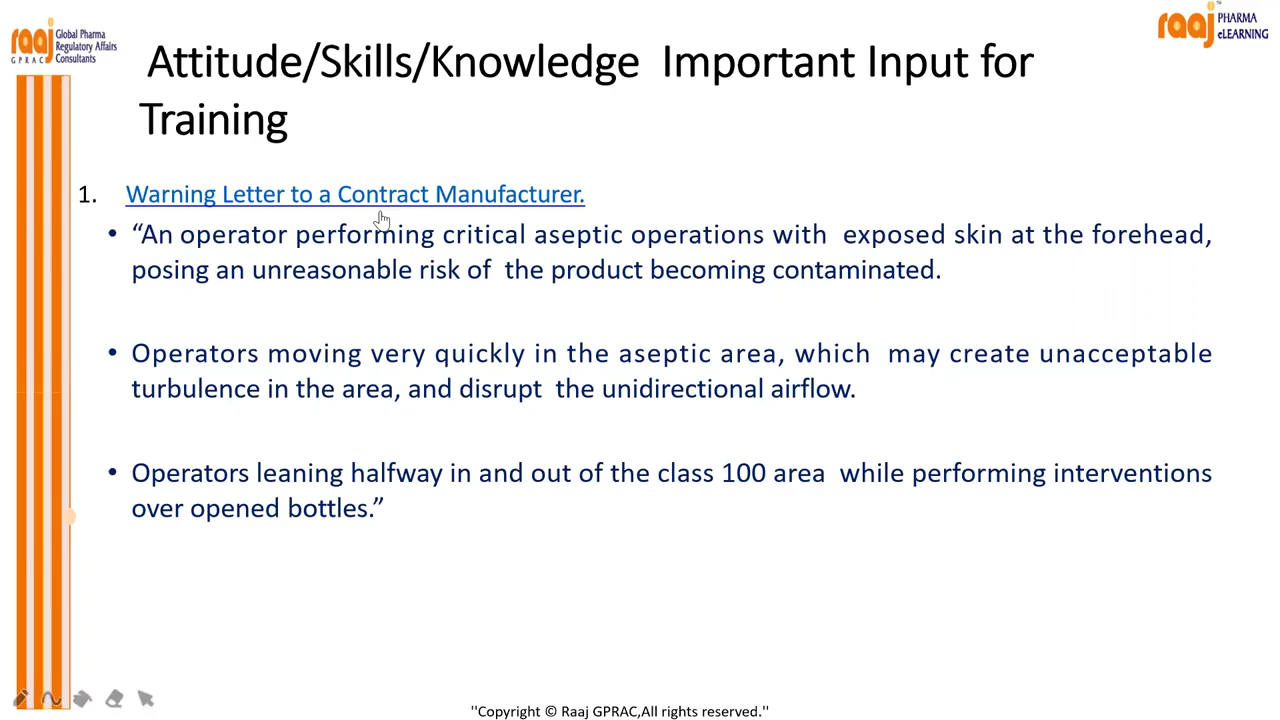 raaj Global Pharma
Regulatory Affairs
GPRAC Consultants
raaj PHARMA
eLEARNING
Attitude/Skills/Knowledge Important Input for
Training
1. Warning Letter to a Contract Manufacturer.
• “An operator performing critical aseptic operations with exposed skin at the forehead,
posing an unreasonable risk of the product becoming contaminated.
• Operators moving very quickly in the aseptic area, which may create unacceptable
turbulence in the area, and disrupt the unidirectional airflow.
• Operators leaning halfway in and out of the class 100 area while performing interventions
over opened bottles.”
''Copyright © Raaj GPRAC,All rights reserved.''